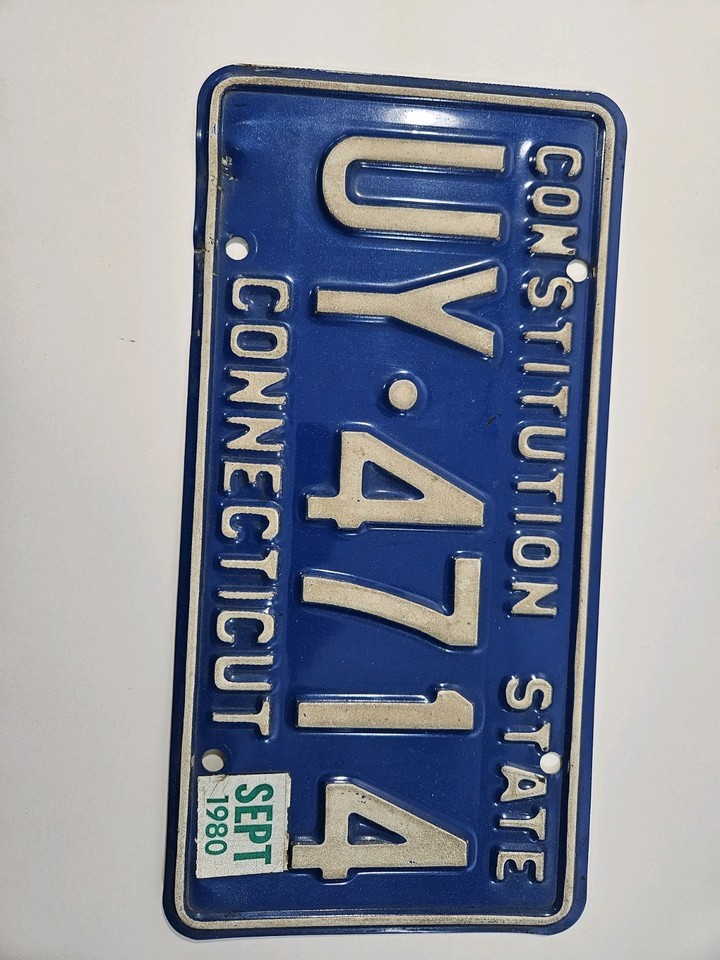 CONSTITUTION STATE
UY•4714
CONNECTICUT
SEPT
1980